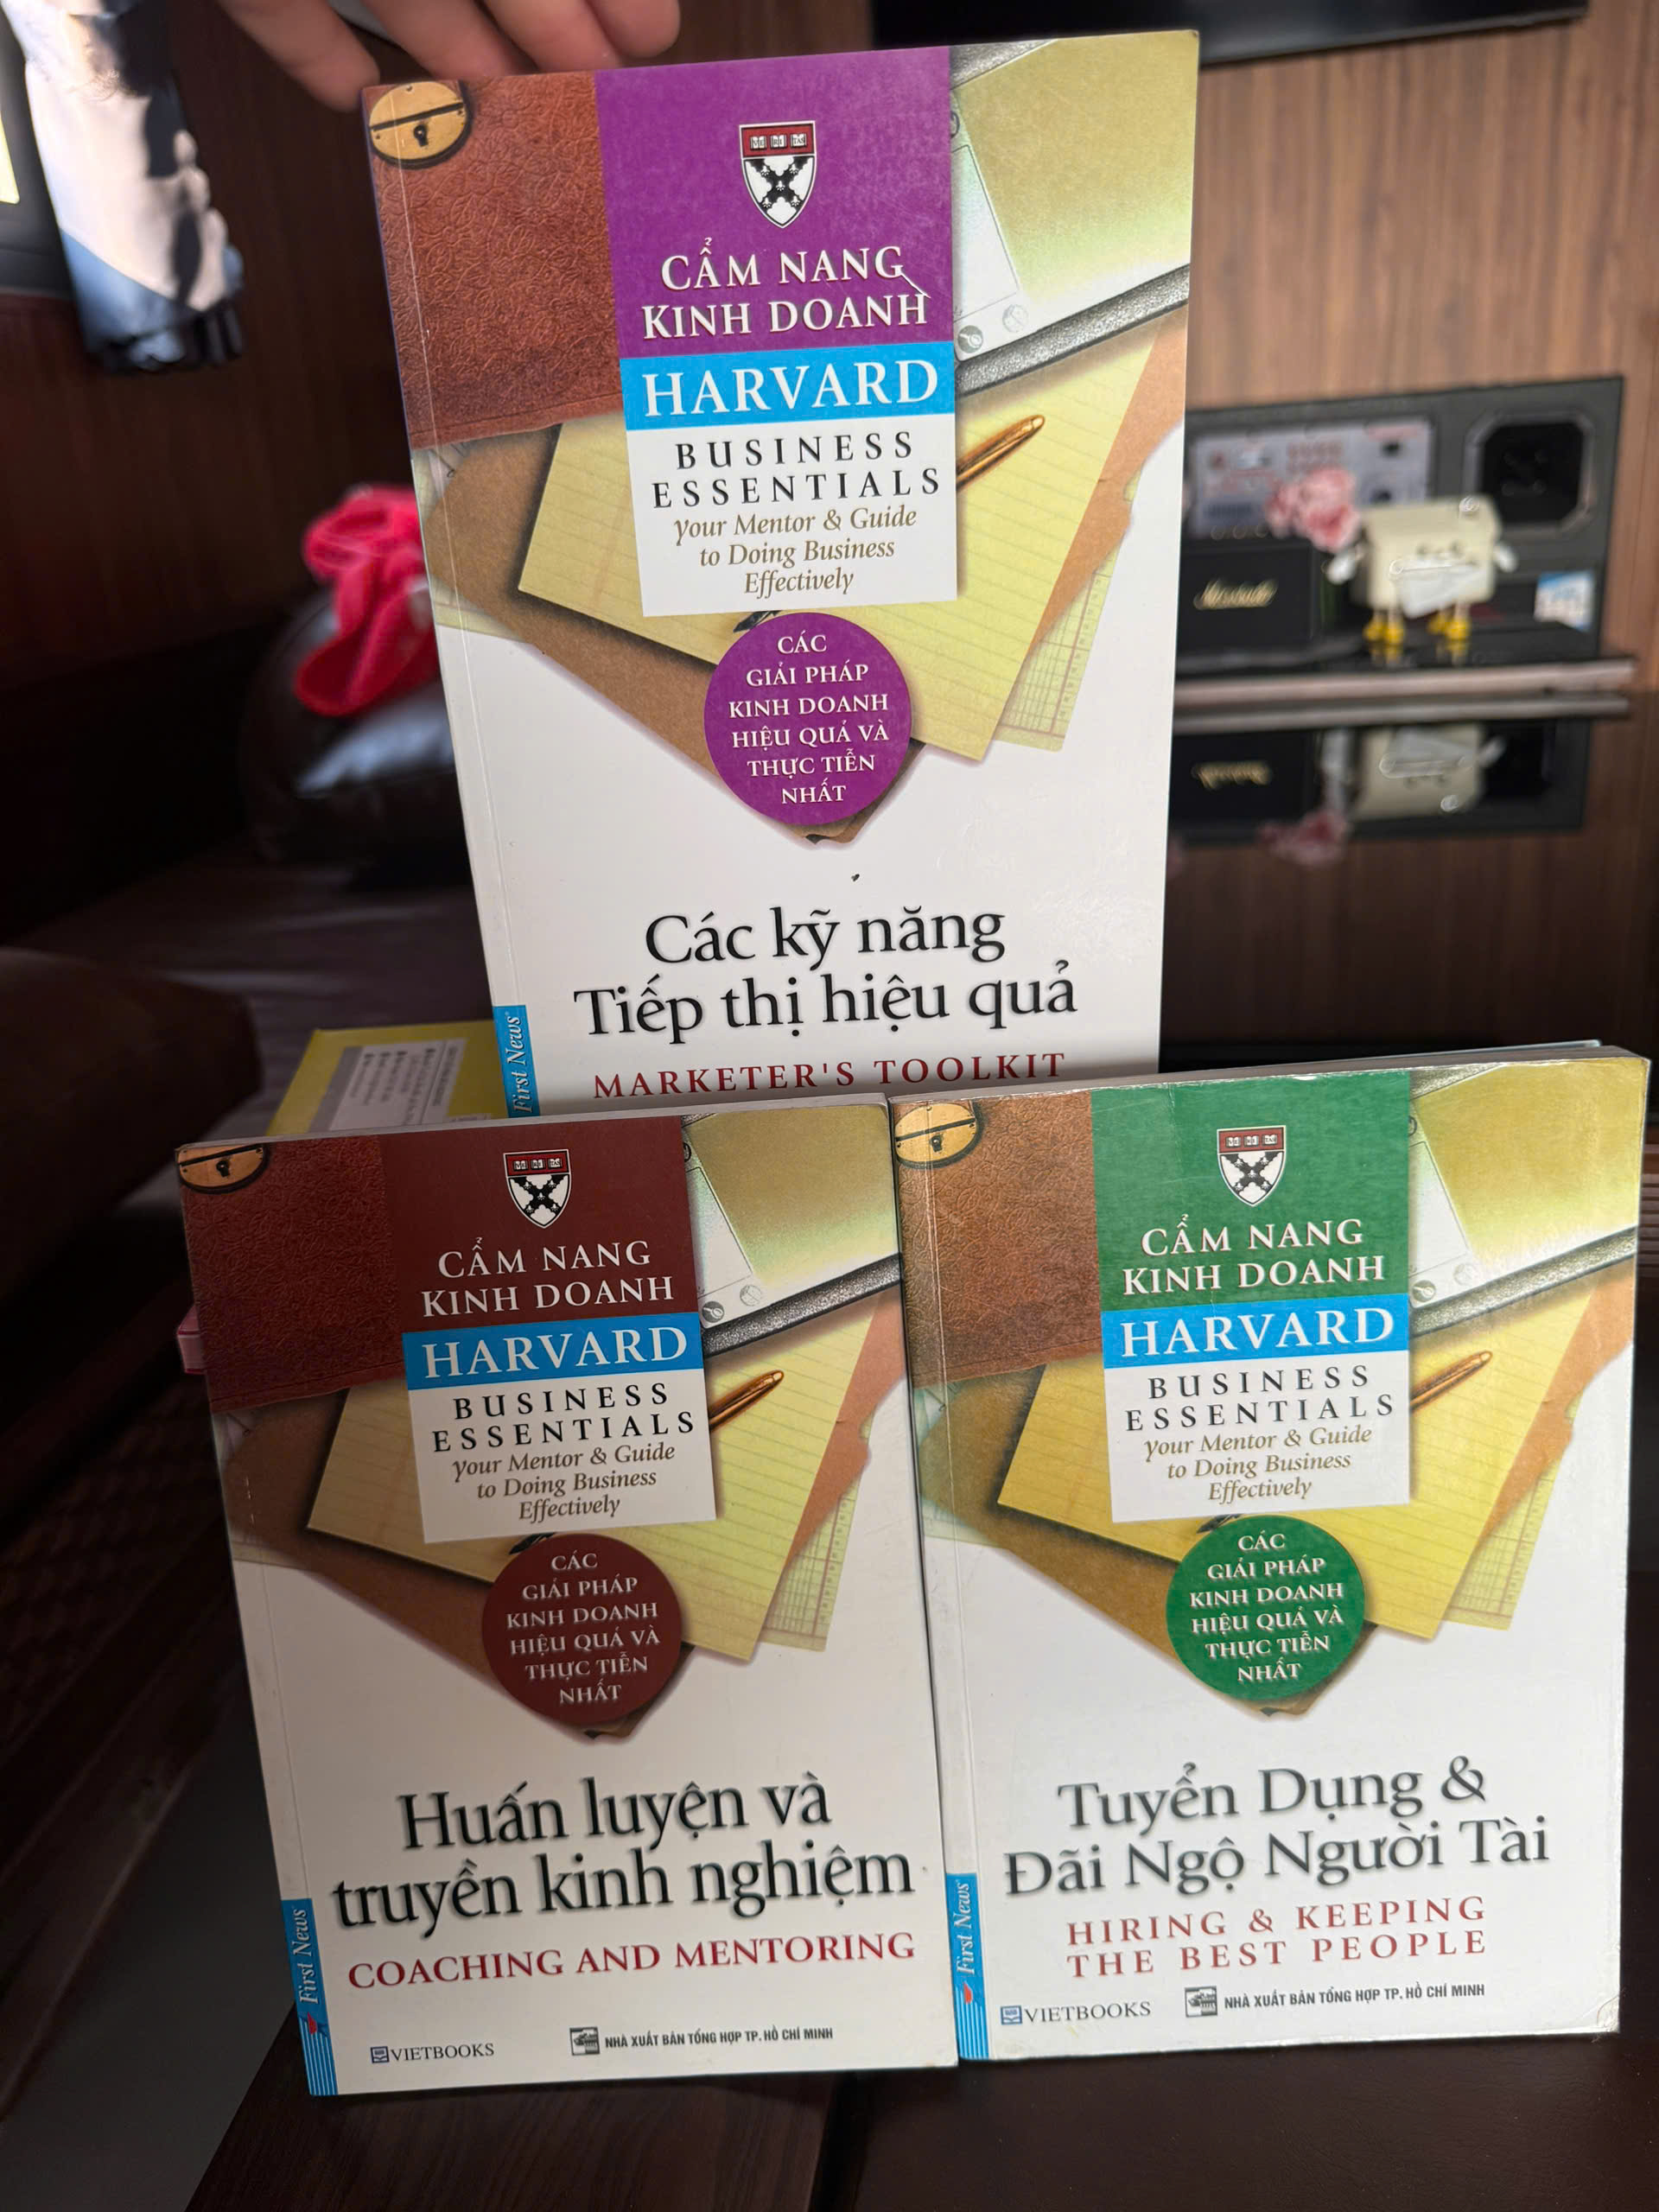 CẨM NANG
KINH DOANH
HARVARD
BUSINESS
ESSENTIALS
your Mentor & Guide
to Doing Business
Effectively
CÁC
GIẢI PHÁP
KINH DOANH
HIỆU QUẢ VÀ
THỰC TIỄN
NHẤT
Các kỹ năng
Tiếp thị hiệu quả
MARKETER'S TOOLKIT
First News
Marshall
CẨM NANG
KINH DOANH
HARVARD
BUSINESS
ESSENTIALS
your Mentor & Guide
to Doing Business
Effectively
CÁC
GIẢI PHÁP
KINH DOANH
HIỆU QUẢ VÀ
THỰC TIỄN
NHẤT
Huấn luyện và
truyền kinh nghiệm
COACHING AND MENTORING
First News
VIETBOOKS
NHÀ XUẤT BẢN TỔNG HỢP TP. HỒ CHÍ MINH
CẨM NANG
KINH DOANH
HARVARD
BUSINESS
ESSENTIALS
your Mentor & Guide
to Doing Business
Effectively
CÁC
GIẢI PHÁP
KINH DOANH
HIỆU QUẢ VÀ
THỰC TIỄN
NHẤT
Tuyển Dụng &
Đãi Ngộ Người Tài
HIRING & KEEPING
THE BEST PEOPLE
First News
VIETBOOKS
NHÀ XUẤT BẢN TỔNG HỢP TP. HỒ CHÍ MINH